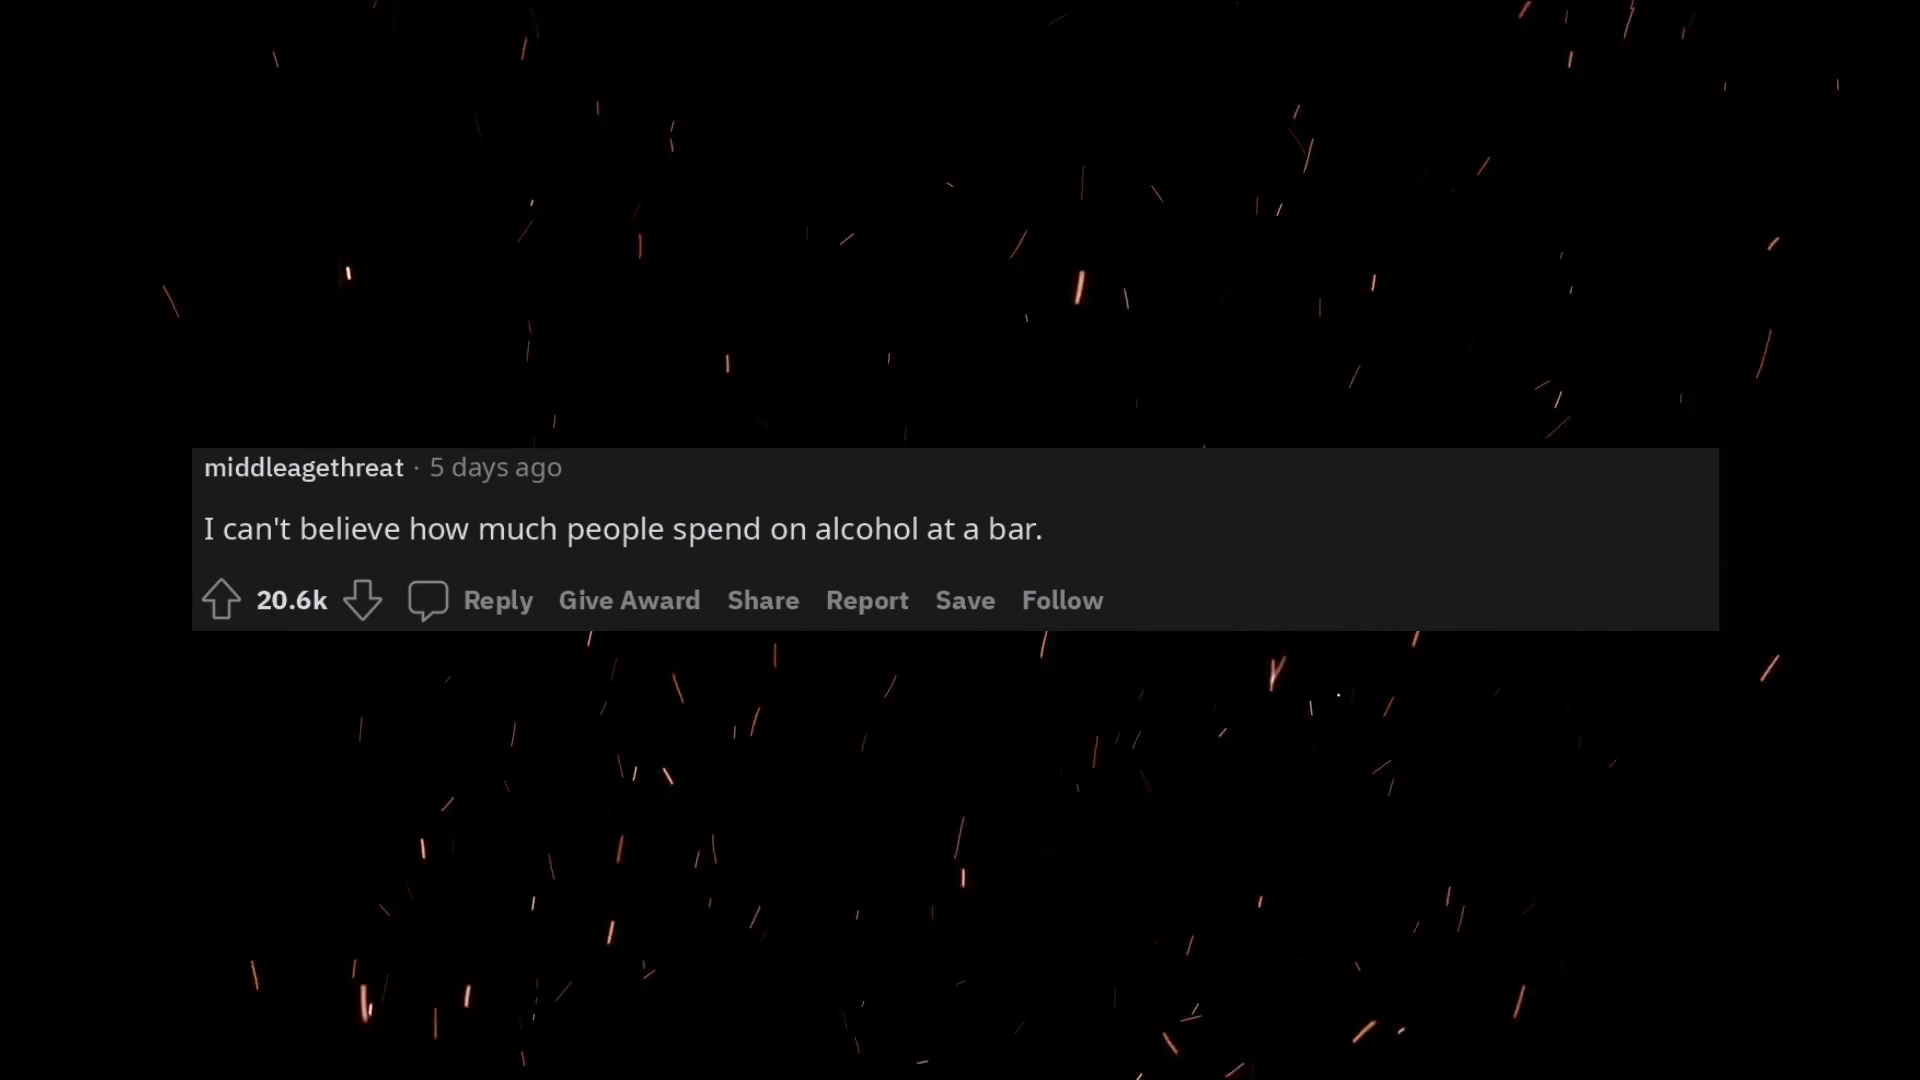 middleagethreat · 5 days ago
I can't believe how much people spend on alcohol at a bar.
20.6k Reply Give Award Share Report Save Follow